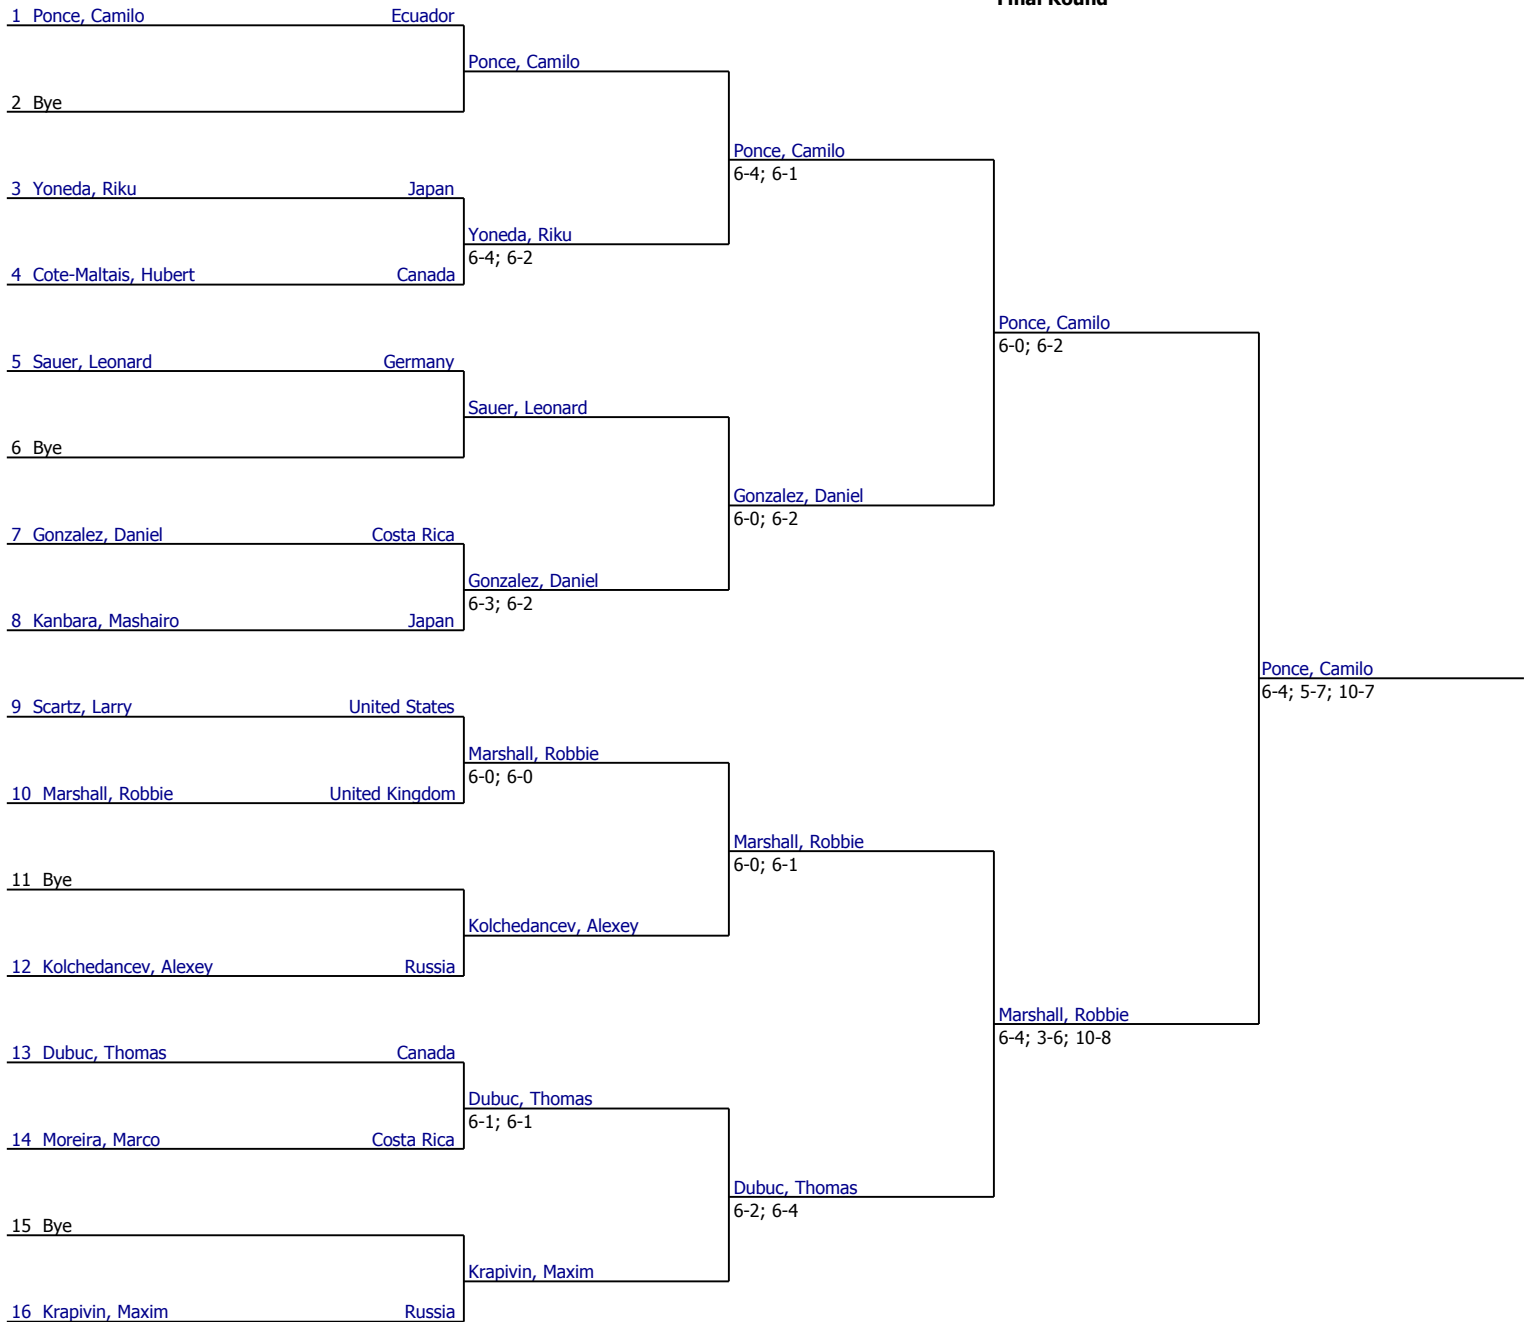 Final Round
1 Ponce, Camilo Ecuador
Ponce, Camilo
2 Bye
Ponce, Camilo
6-4; 6-1
3 Yoneda, Riku Japan
Yoneda, Riku
6-4; 6-2
4 Cote-Maltais, Hubert Canada
Ponce, Camilo
6-0; 6-2
5 Sauer, Leonard Germany
Sauer, Leonard
6 Bye
Gonzalez, Daniel
6-0; 6-2
7 Gonzalez, Daniel Costa Rica
Gonzalez, Daniel
6-3; 6-2
8 Kanbara, Mashairo Japan
Ponce, Camilo
6-4; 5-7; 10-7
9 Scartz, Larry United States
Marshall, Robbie
6-0; 6-0
10 Marshall, Robbie United Kingdom
Marshall, Robbie
6-0; 6-1
11 Bye
Kolchedancev, Alexey
12 Kolchedancev, Alexey Russia
Marshall, Robbie
6-4; 3-6; 10-8
13 Dubuc, Thomas Canada
Dubuc, Thomas
6-1; 6-1
14 Moreira, Marco Costa Rica
Dubuc, Thomas
6-2; 6-4
15 Bye
Krapivin, Maxim
16 Krapivin, Maxim Russia